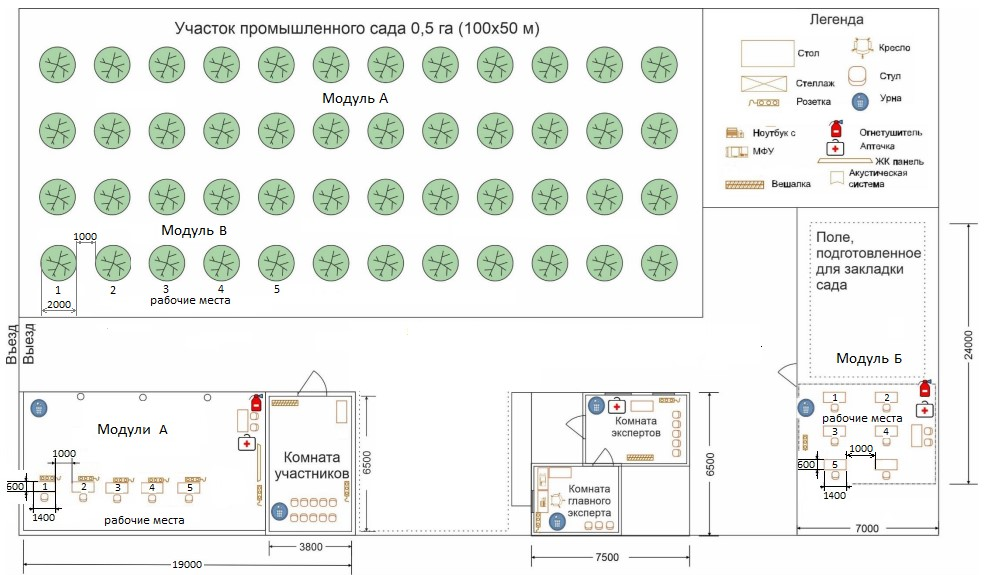 Участок промышленного сада 0,5 га (100х50 м)
Модуль А
Модуль В
1000
1
2
3
4
5
рабочие места
2000
Легенда
Стол
Кресло
Стеллаж
Стул
Розетка
Урна
Ноутбук с
МФУ
Огнетушитель
Аптечка
ЖК панель
Вешалка
Акустическая
система
Въезд
Выезд
Поле,
подготовленное
для закладки
сада
Модуль Б
24000
1
2
рабочие места
3
4
1000
600
5
1400
7000
Модули А
1000
600
1
2
3
4
5
1400
рабочие места
Комната
участников
6500
3800
19000
Комната
экспертов
Комната
главного
эксперта
6500
7500